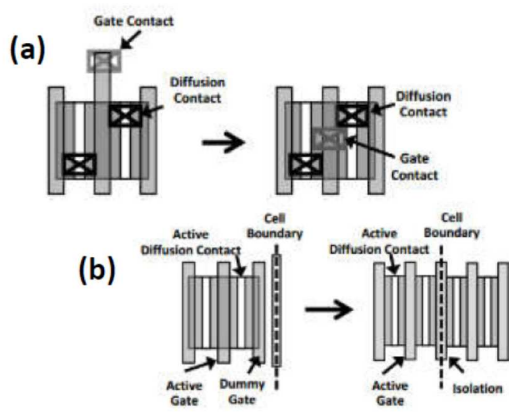 Gate Contact
(a)
Diffusion
Contact
Diffusion
Contact
Gate
Contact
Active
Diffusion Contact
Cell
Boundary
Active
Diffusion Contact
Cell
Boundary
(b)
Active
Gate
Dummy
Gate
Active
Gate
Isolation